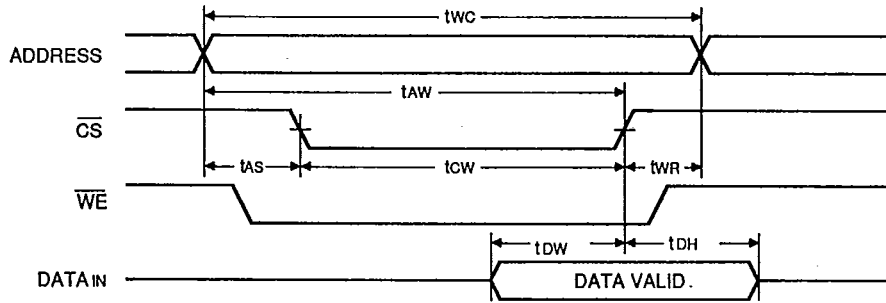 tWC
ADDRESS
tAW
CS
tAS
tCW
tWR
WE
tDW
tDH
DATA IN
DATA VALID.